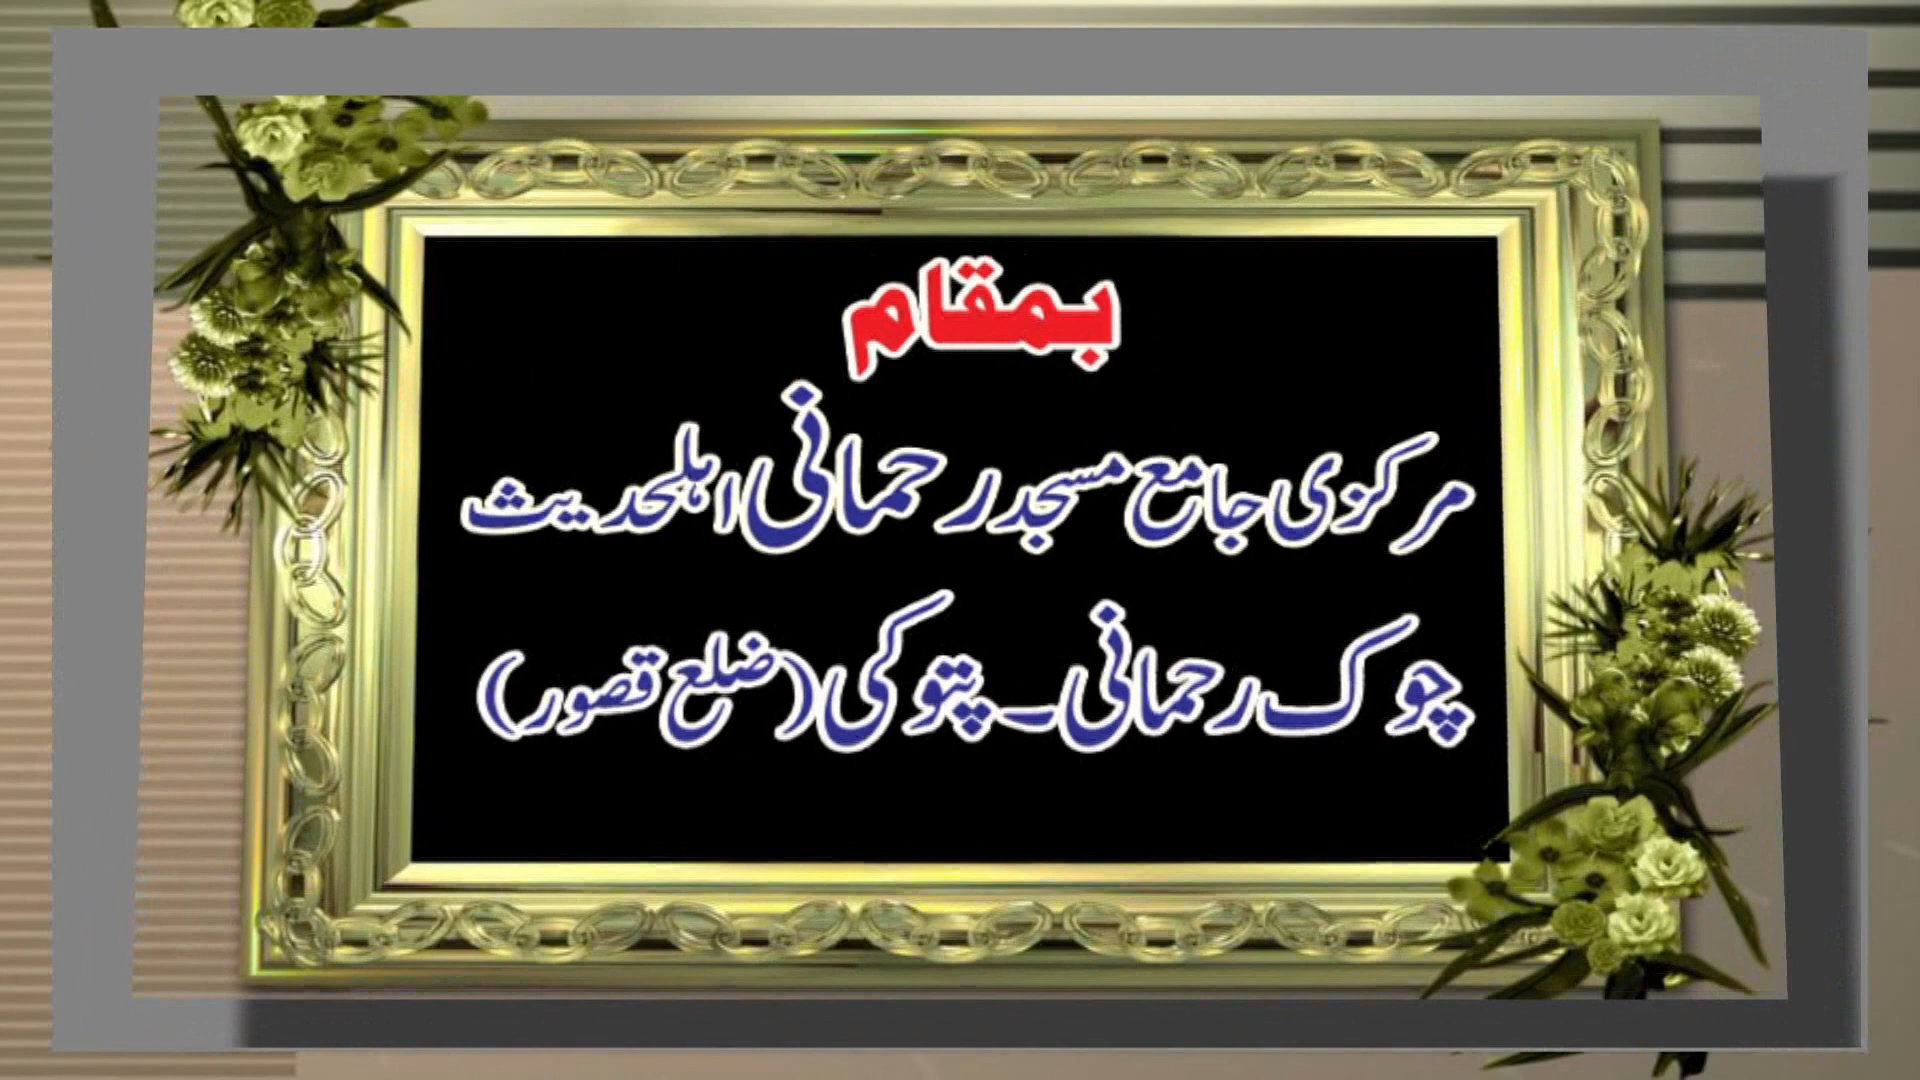 بمقام
مرکزی جامع مسجد رحمانی اہلحدیث
چوک رحمانی۔ پتوکی (ضلع قصور)